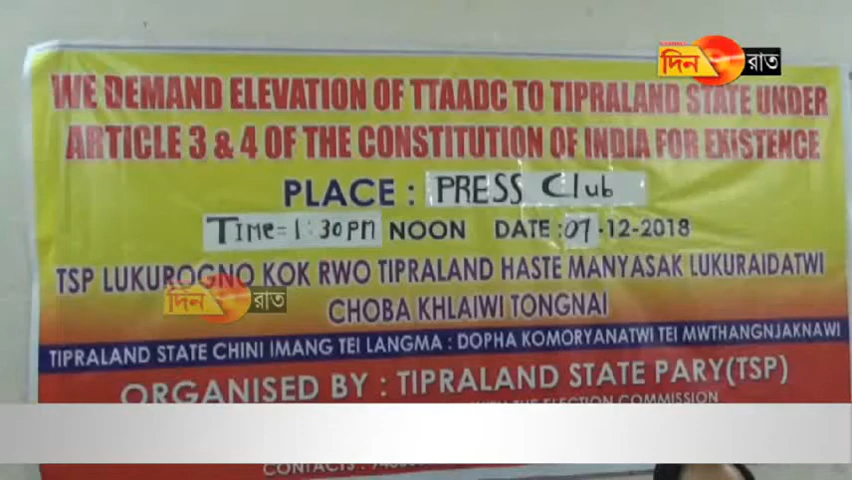 দিন রাত
WE DEMAND ELEVATION OF TTAADC TO TIPRALAND STATE UNDER
ARTICLE 3 & 4 OF THE CONSTITUTION OF INDIA FOR EXISTENCE
PLACE : PRESS Club
TIME=1:30PM NOON DATE :07-12-2018
TSP LUKUROGNO KOK RWO TIPRALAND HASTE MANYASAK LUKURAIDATWI
দিন রাত
CHOBA KHLAIWI TONGNAI
TIPRALAND STATE CHINI IMANG TEI LANGMA : DOPHA KOMORYANATWI TEI MWTHANGNJAKNAWI
ORGANISED BY : TIPRALAND STATE PARY(TSP)
WITH THE ELECTION COMMISSION
CONTACTS :